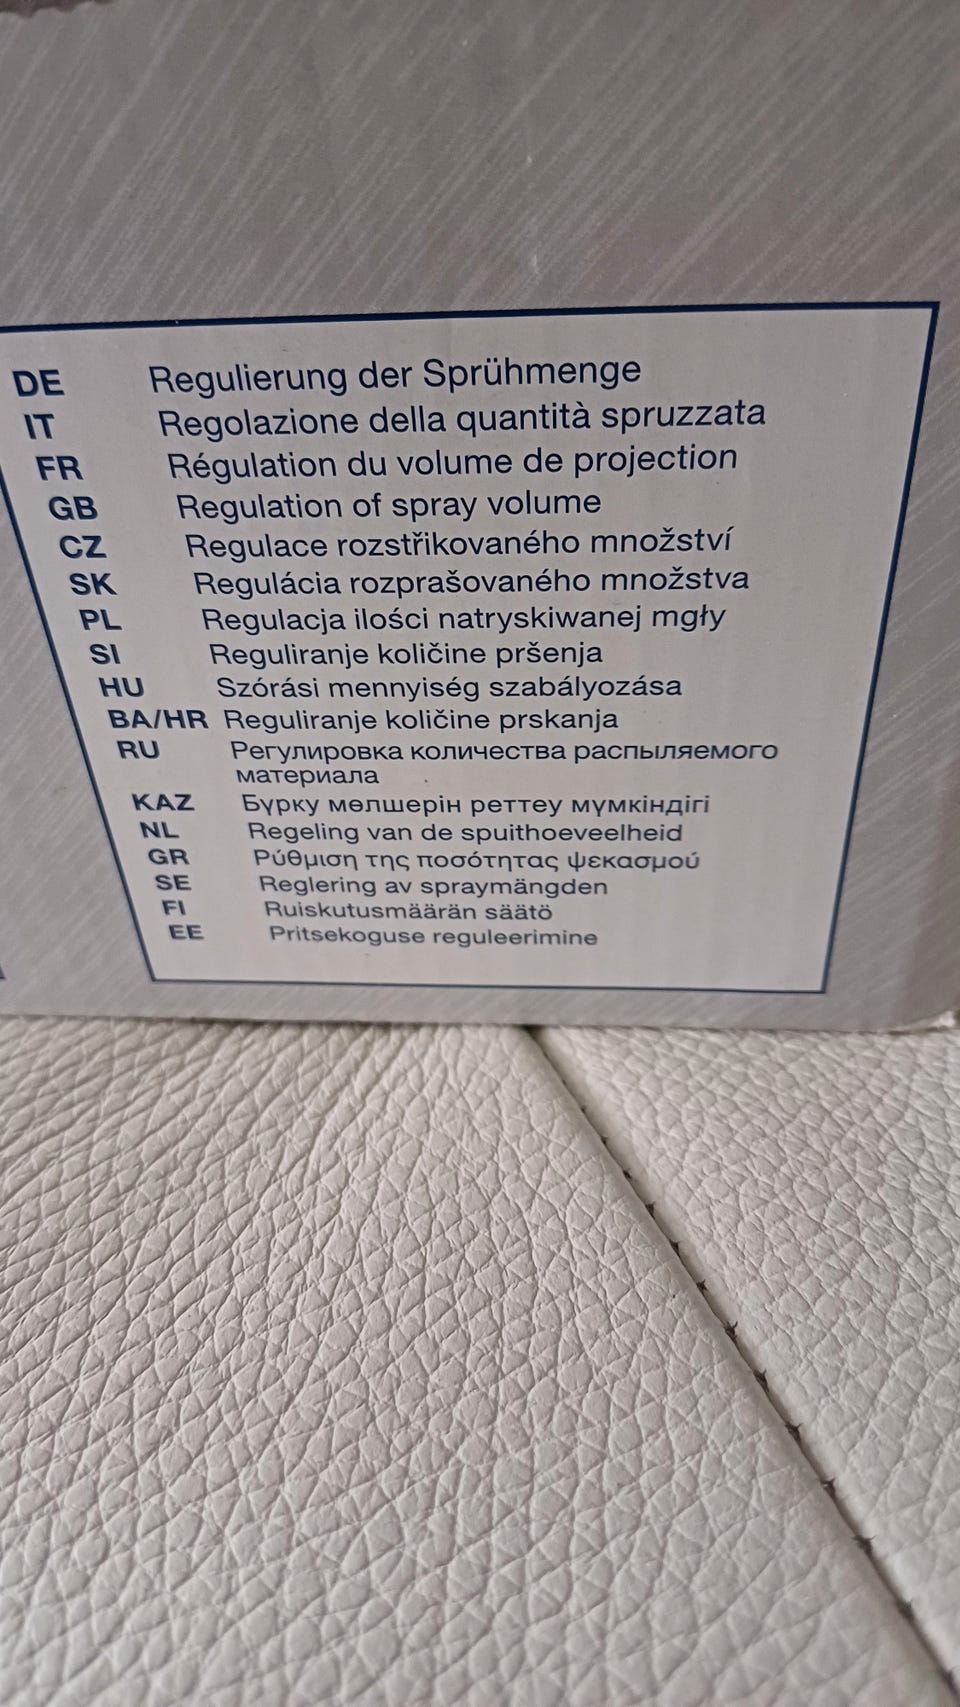 DE Regulierung der Sprühmenge
IT Regolazione della quantità spruzzata
FR Régulation du volume de projection
GB Regulation of spray volume
CZ Regulace rozstřikovaného množství
SK Regulácia rozprašovaného množstva
PL Regulacja ilości natryskiwanej mgły
SI Reguliranje količine pršenja
HU Szórási mennyiség szabályozása
BA/HR Reguliranje količine prskanja
RU Регулировка количества распыляемого
материала
KAZ Бүрку мөлшерін реттеу мүмкіндігі
NL Regeling van de spuithoeveelheid
GR Ρύθμιση της ποσότητας ψεκασμού
SE Reglering av spraymängden
FI Ruiskutusmäärän säätö
EE Pritsekoguse reguleerimine